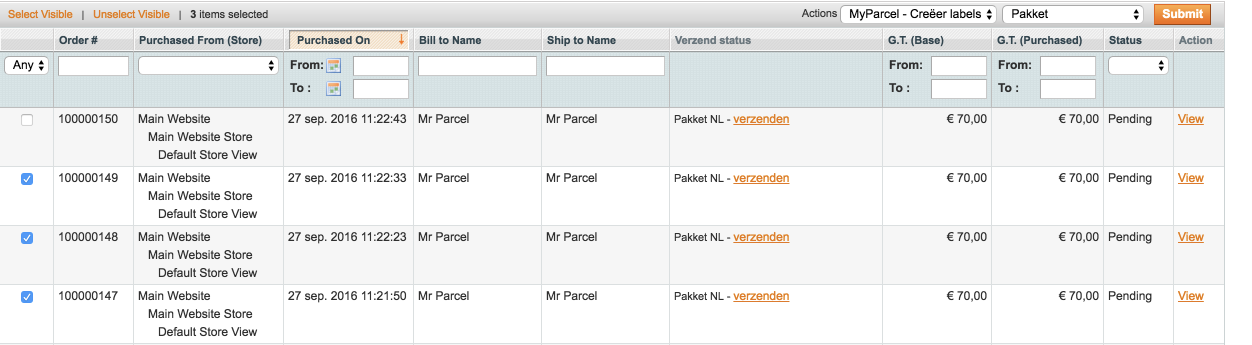 Select Visible | Unselect Visible | 3 items selected Actions MyParcel - Creëer labels Pakket Submit
Order # Purchased From (Store) Purchased On Bill to Name Ship to Name Verzend status G.T. (Base) G.T. (Purchased) Status Action
Any From: From: From:
To : To : To :
100000150 Main Website 27 sep. 2016 11:22:43 Mr Parcel Mr Parcel Pakket NL - verzenden € 70,00 € 70,00 Pending View
Main Website Store
Default Store View
100000149 Main Website 27 sep. 2016 11:22:33 Mr Parcel Mr Parcel Pakket NL - verzenden € 70,00 € 70,00 Pending View
Main Website Store
Default Store View
100000148 Main Website 27 sep. 2016 11:22:23 Mr Parcel Mr Parcel Pakket NL - verzenden € 70,00 € 70,00 Pending View
Main Website Store
Default Store View
100000147 Main Website 27 sep. 2016 11:21:50 Mr Parcel Mr Parcel Pakket NL - verzenden € 70,00 € 70,00 Pending View
Main Website Store
Default Store View